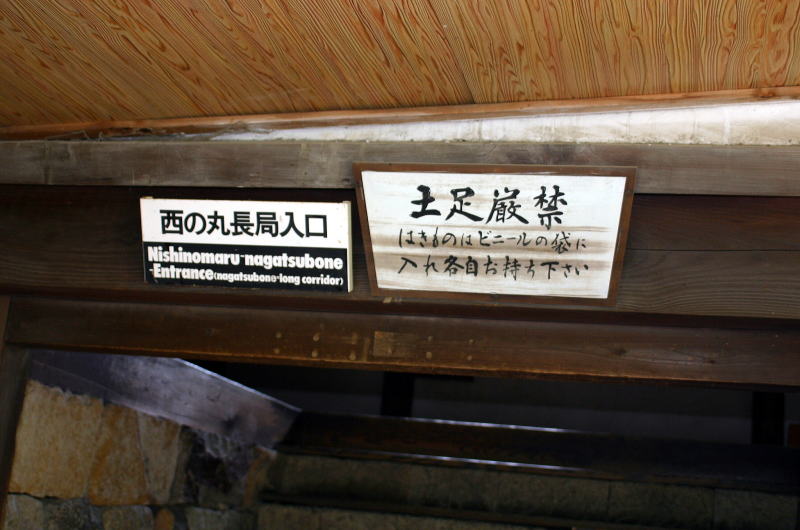 西の丸長局入口
Nishinomaru-nagatsubone
-Entrance(nagatsubone-long corridor)
土足厳禁
はきものはビニールの袋に
入れ各自お持ち下さい